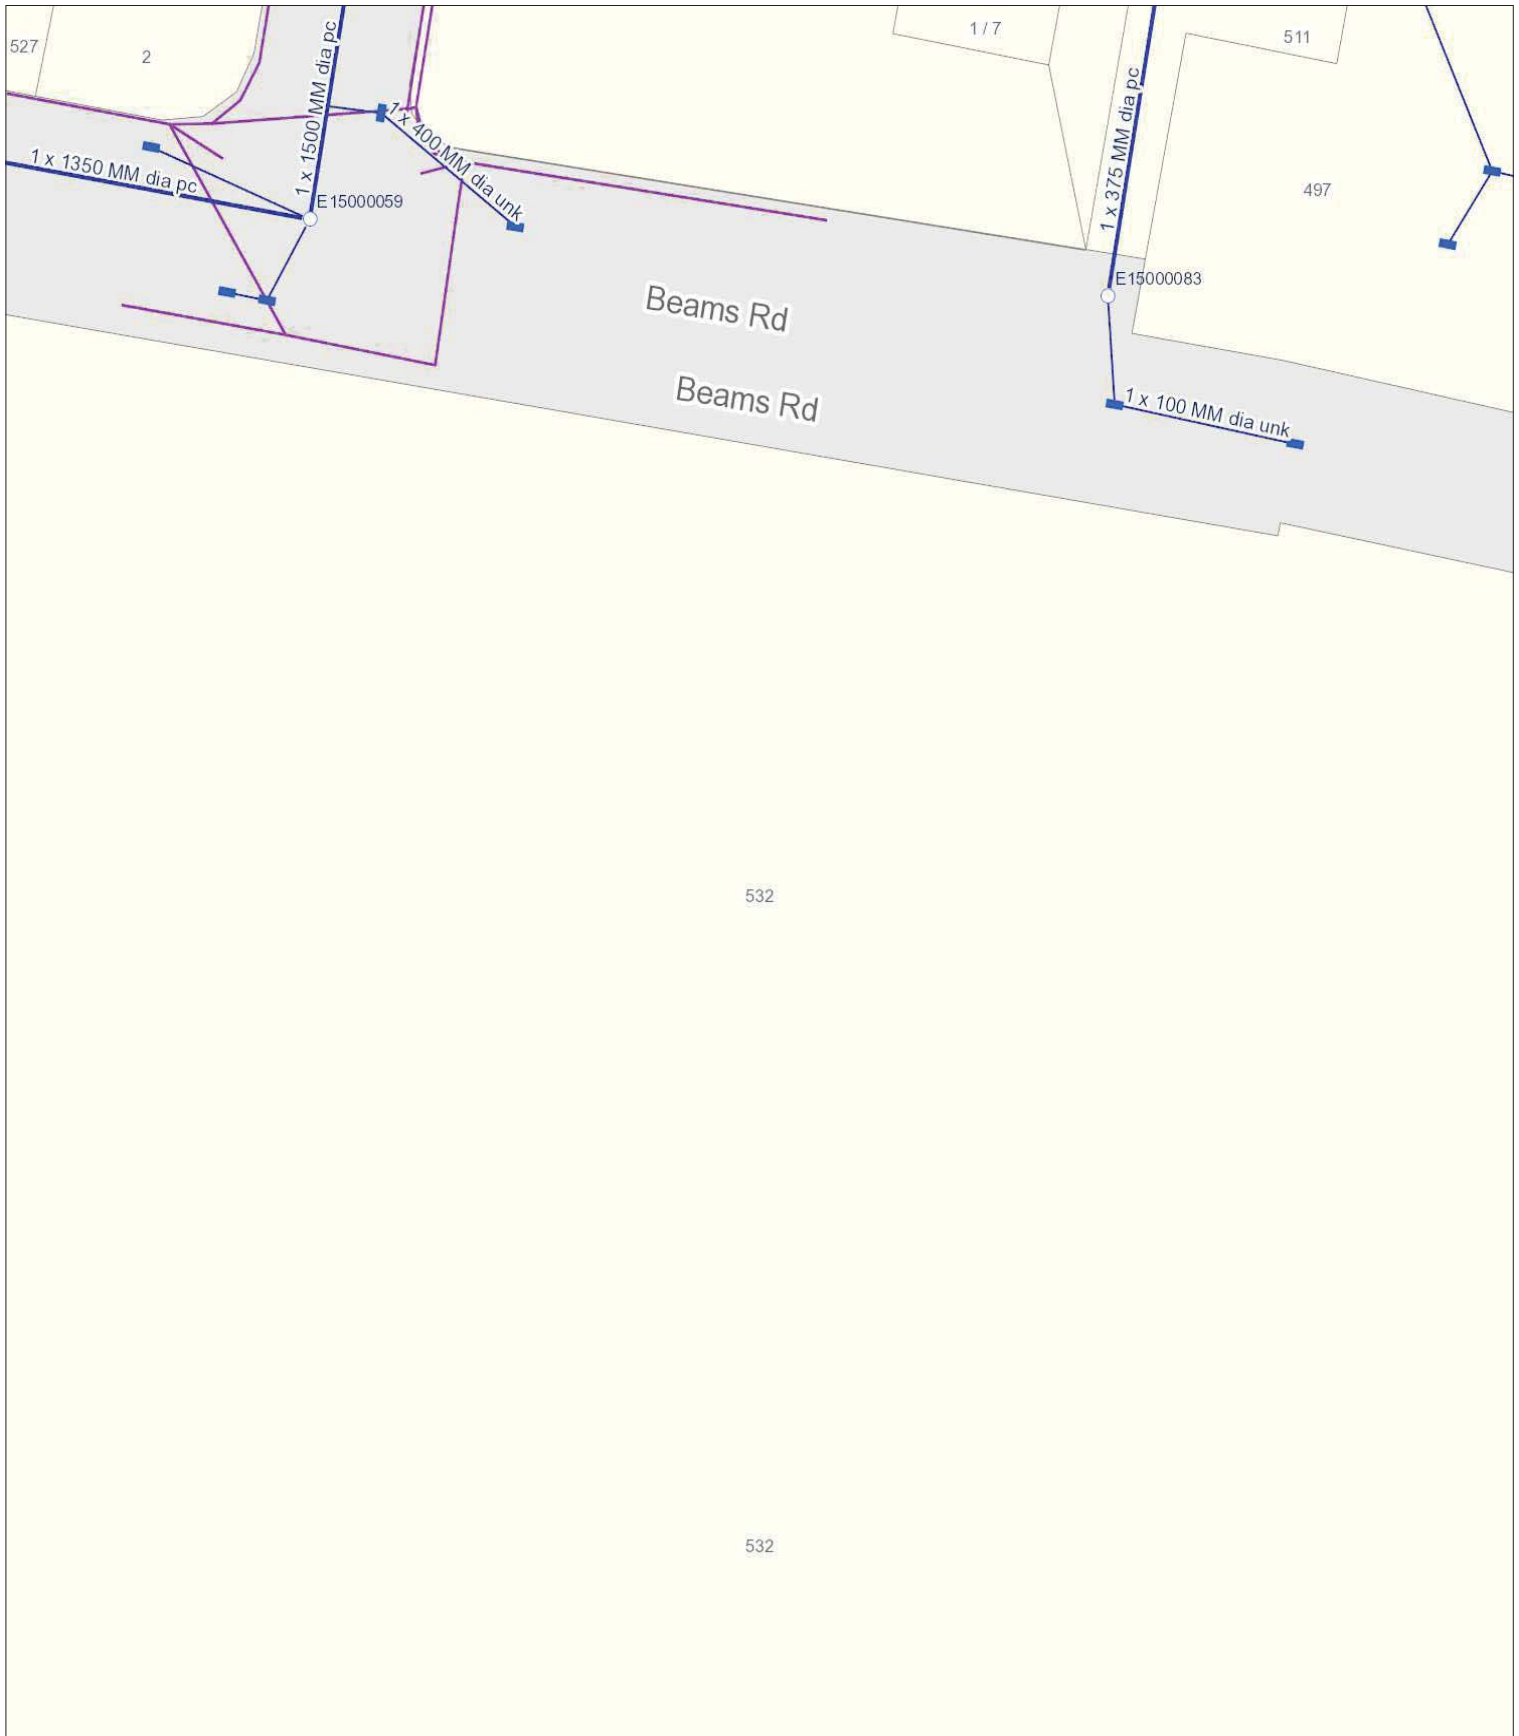 527
2
1 x 1500 MM dia pc
1 / 7
511
1 x 400 MM dia unk
1 x 375 MM dia pc
1 x 1350 MM dia pc
497
E15000059
E15000083
Beams Rd
Beams Rd
1 x 100 MM dia unk
532
532